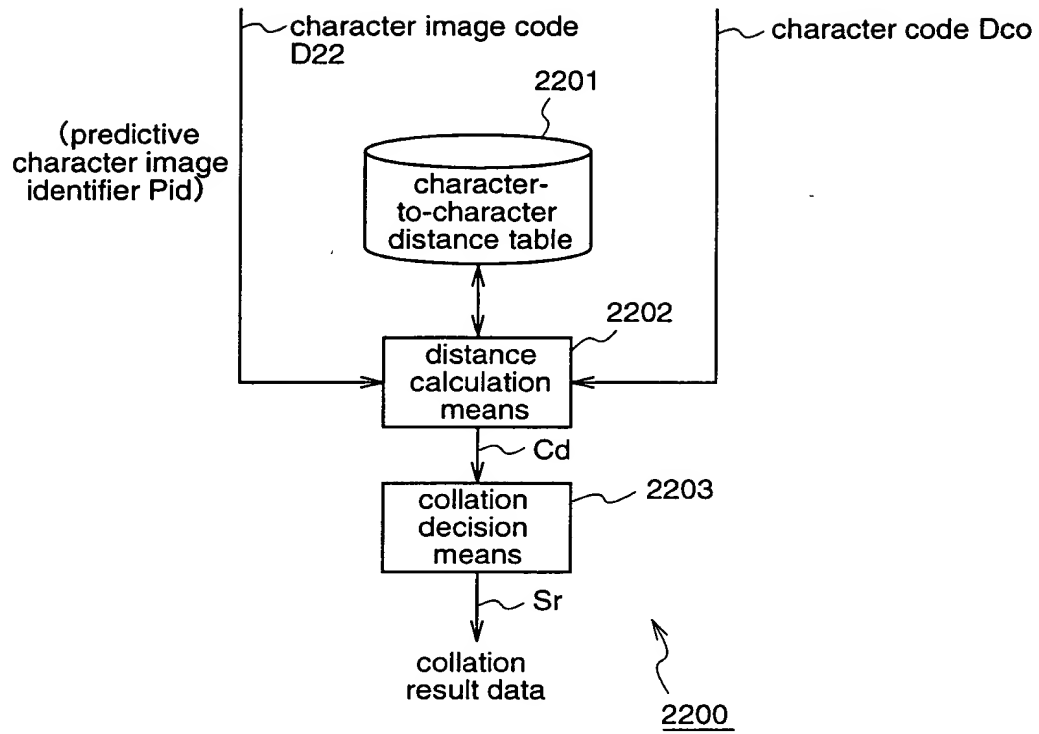 character image code
D22
character code Dco
2201
(predictive
character image
identifier Pid)
character-
to-character
distance table
2202
distance
calculation
means
Cd
2203
collation
decision
means
Sr
collation
result data
2200